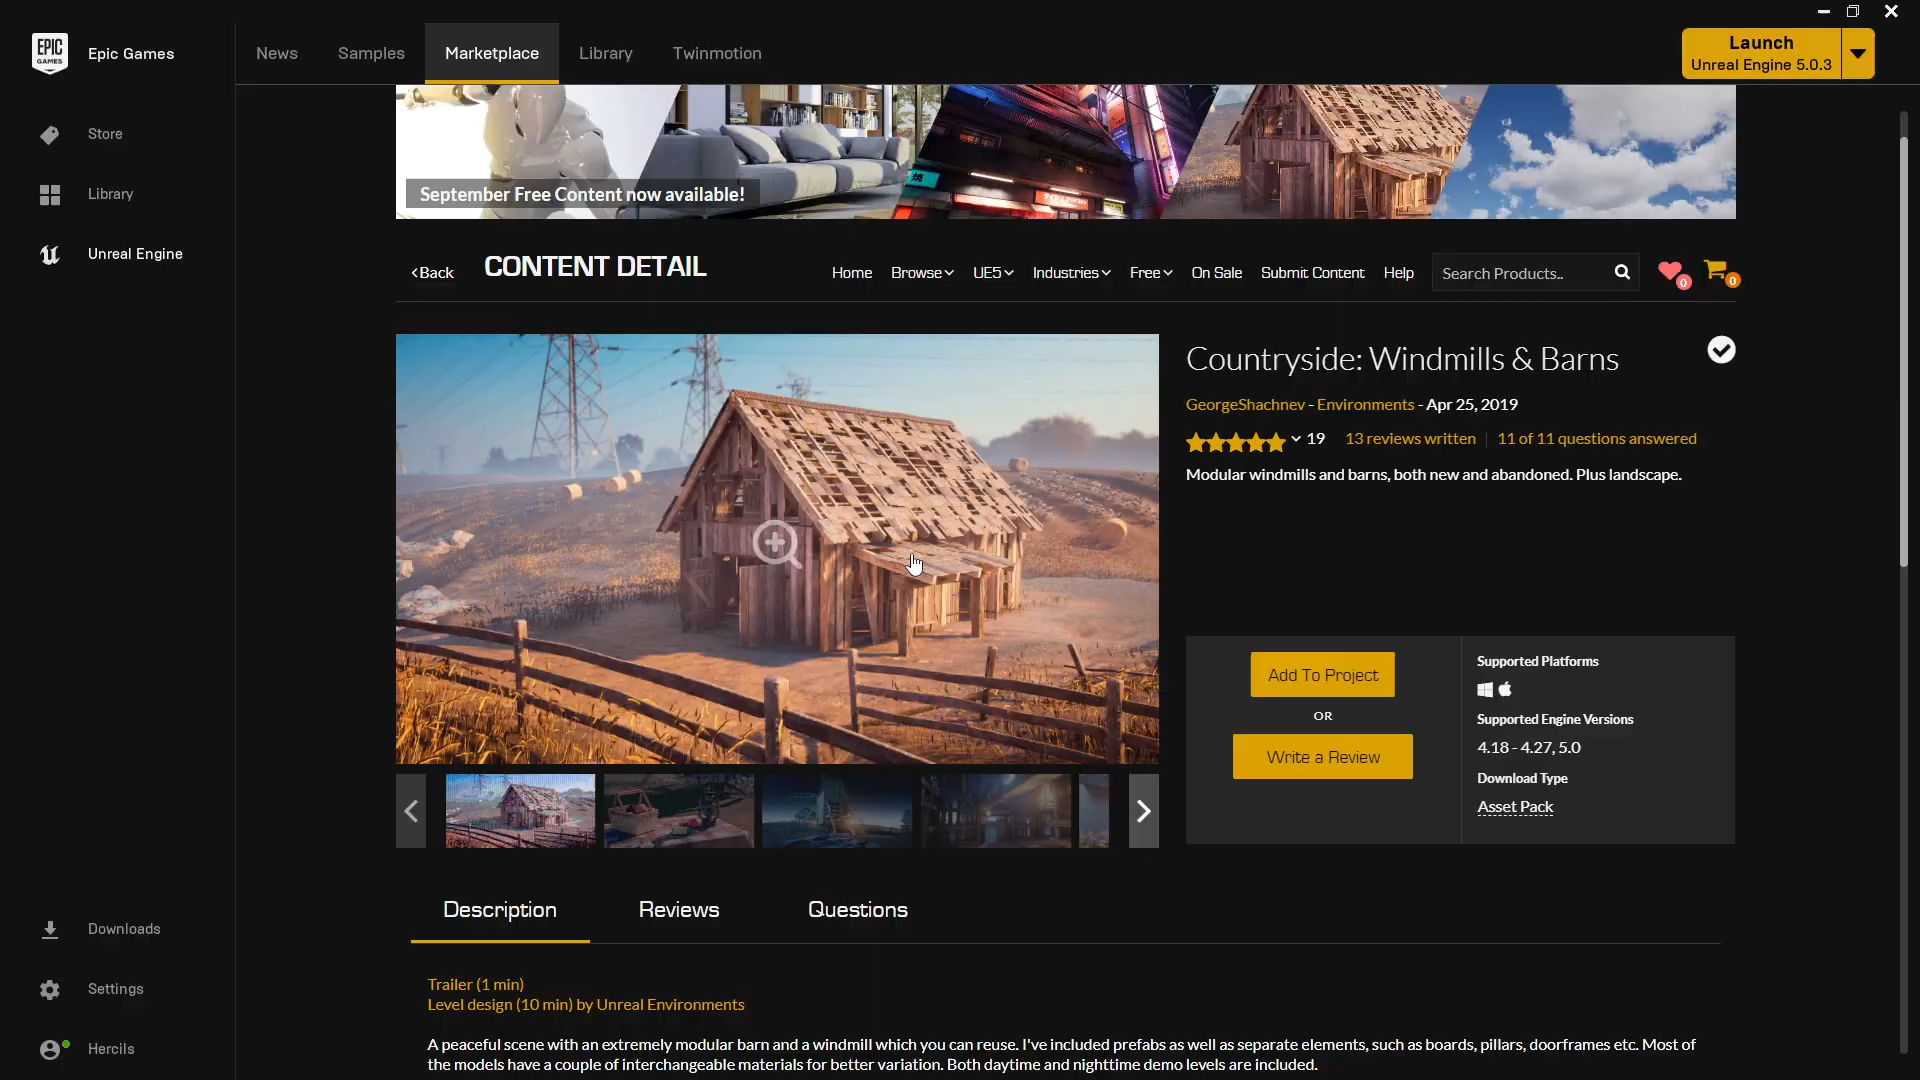 EPIC GAMES
Epic Games
News
Samples
Marketplace
Library
Twinmotion
Launch
Unreal Engine 5.0.3
Store
Library
Unreal Engine
September Free Content now available!
Back
CONTENT DETAIL
Home
Browse
UE5
Industries
Free
On Sale
Submit Content
Help
Search Products..
0
0
Countryside: Windmills & Barns
GeorgeShachnev - Environments - Apr 25, 2019
19
13 reviews written
11 of 11 questions answered
Modular windmills and barns, both new and abandoned. Plus landscape.
Add To Project
OR
Write a Review
Supported Platforms
Supported Engine Versions
4.18 - 4.27, 5.0
Download Type
Asset Pack
Description
Reviews
Questions
Trailer (1 min)
Level design (10 min) by Unreal Environments
A peaceful scene with an extremely modular barn and a windmill which you can reuse. I've included prefabs as well as separate elements, such as boards, pillars, doorframes etc. Most of
the models have a couple of interchangeable materials for better variation. Both daytime and nighttime demo levels are included.
Downloads
Settings
Hercils